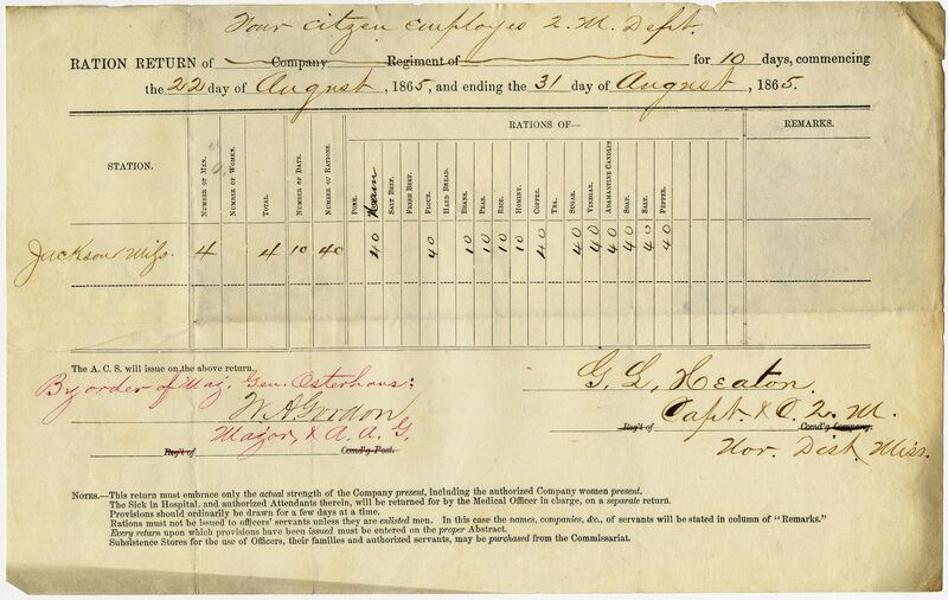 Four citzen employes Q. M. Dept.
RATION RETURN of Company Regiment of for 10 days, commencing
the 22 day of August, 1865, and ending the 31 day of August, 1865.
STATION.
NUMBER OF MEN.
NUMBER OF WOMEN.
TOTAL.
NUMBER OF DAYS.
NUMBER OF RATIONS.
RATIONS OF—
PORK.
Ham
SALT BEEF.
FRESH BEEF.
FLOUR.
HARD BREAD.
BEANS.
PEAS.
RICE.
HOMINY.
COFFEE.
TEA.
SUGAR.
VINEGAR.
ADAMANTINE CANDLES
SOAP.
SALT.
PEPPER.
REMARKS.
Jackson Miss. 4 4 10 40 40 40 10 10 10 10 40 40 40 40 40 40 40
The A. C. S. will issue on the above return.
By order of Maj. Gen. Osterhaus:
W A Gordon
Major, & A. A. G.
Reg't of Comd'g Post.
G. L. Heaton
Capt. & C. Q. M.
Reg't of Comd'g Company.
Nor. Dist. Miss.
NOTES.—This return must embrace only the actual strength of the Company present, including the authorized Company women present.
The Sick in Hospital, and authorized Attendants therein, will be returned for by the Medical Officer in charge, on a separate return.
Provisions should ordinarily be drawn for a few days at a time.
Rations must not be issued to officers' servants unless they are enlisted men. In this case the names, companies, &c., of servants will be stated in column of "Remarks."
Every return upon which provisions have been issued must be entered on the proper Abstract.
Subsistence Stores for the use of Officers, their families and authorized servants, may be purchased from the Commissariat.